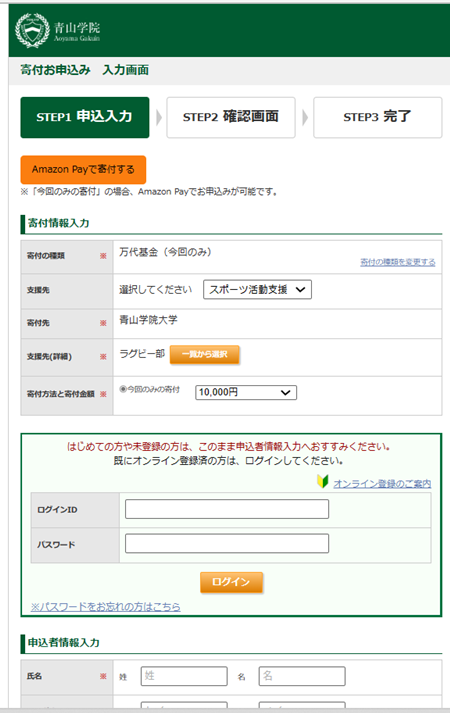 青山学院
Aoyama Gakuin
寄付お申込み　入力画面
STEP1 申込入力
STEP2 確認画面
STEP3 完了
Amazon Payで寄付する
※「今回のみの寄付」の場合、Amazon Payでお申込みが可能です。
寄付情報入力
寄付の種類 ※ 万代基金（今回のみ）
寄付の種類を変更する
支援先 選択してください スポーツ活動支援
寄付先 ※ 青山学院大学
支援先(詳細) ※ ラグビー部 一覧から選択
寄付方法と寄付金額 ※ 今回のみの寄付 10,000円
はじめての方や未登録の方は、このまま申込者情報入力へおすすみください。
既にオンライン登録済の方は、ログインしてください。
オンライン登録のご案内
ログインID
パスワード
ログイン
※パスワードをお忘れの方はこちら
申込者情報入力
氏名 ※ 姓 姓 名 名